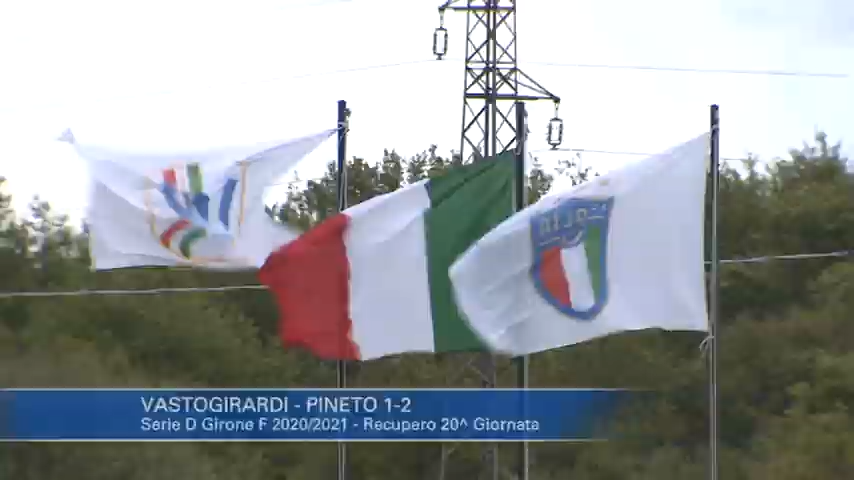 VASTOGIRARDI - PINETO 1-2
Serie D Girone F 2020/2021 - Recupero 20^ Giornata